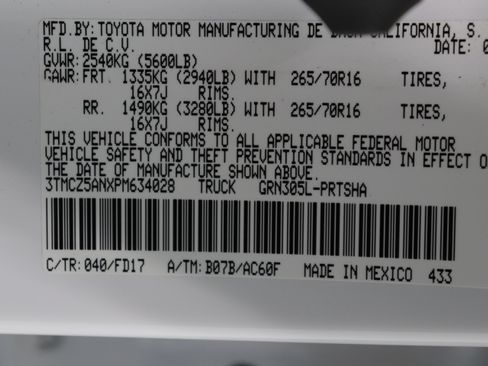 MFD.BY:TOYOTA MOTOR MANUFACTURING DE BAJA CALIFORNIA, S.
R.L. DE C.V. DATE: 0
GVWR:2540KG (5600LB)
GAWR:FRT. 1335KG (2940LB) WITH 265/70R16 TIRES,
16X7J RIMS.
RR. 1490KG (3280LB) WITH 265/70R16 TIRES,
16X7J RIMS.
THIS VEHICLE CONFORMS TO ALL APPLICABLE FEDERAL MOTOR
VEHICLE SAFETY AND THEFT PREVENTION STANDARDS IN EFFECT O
THE DATE OF MANUFACTURE SHOWN ABOVE.
3TMCZ5ANXPM634028 TRUCK GRN305L-PRTSHA
C/TR:040/FD17 A/TM:B07B/AC60F MADE IN MEXICO 433